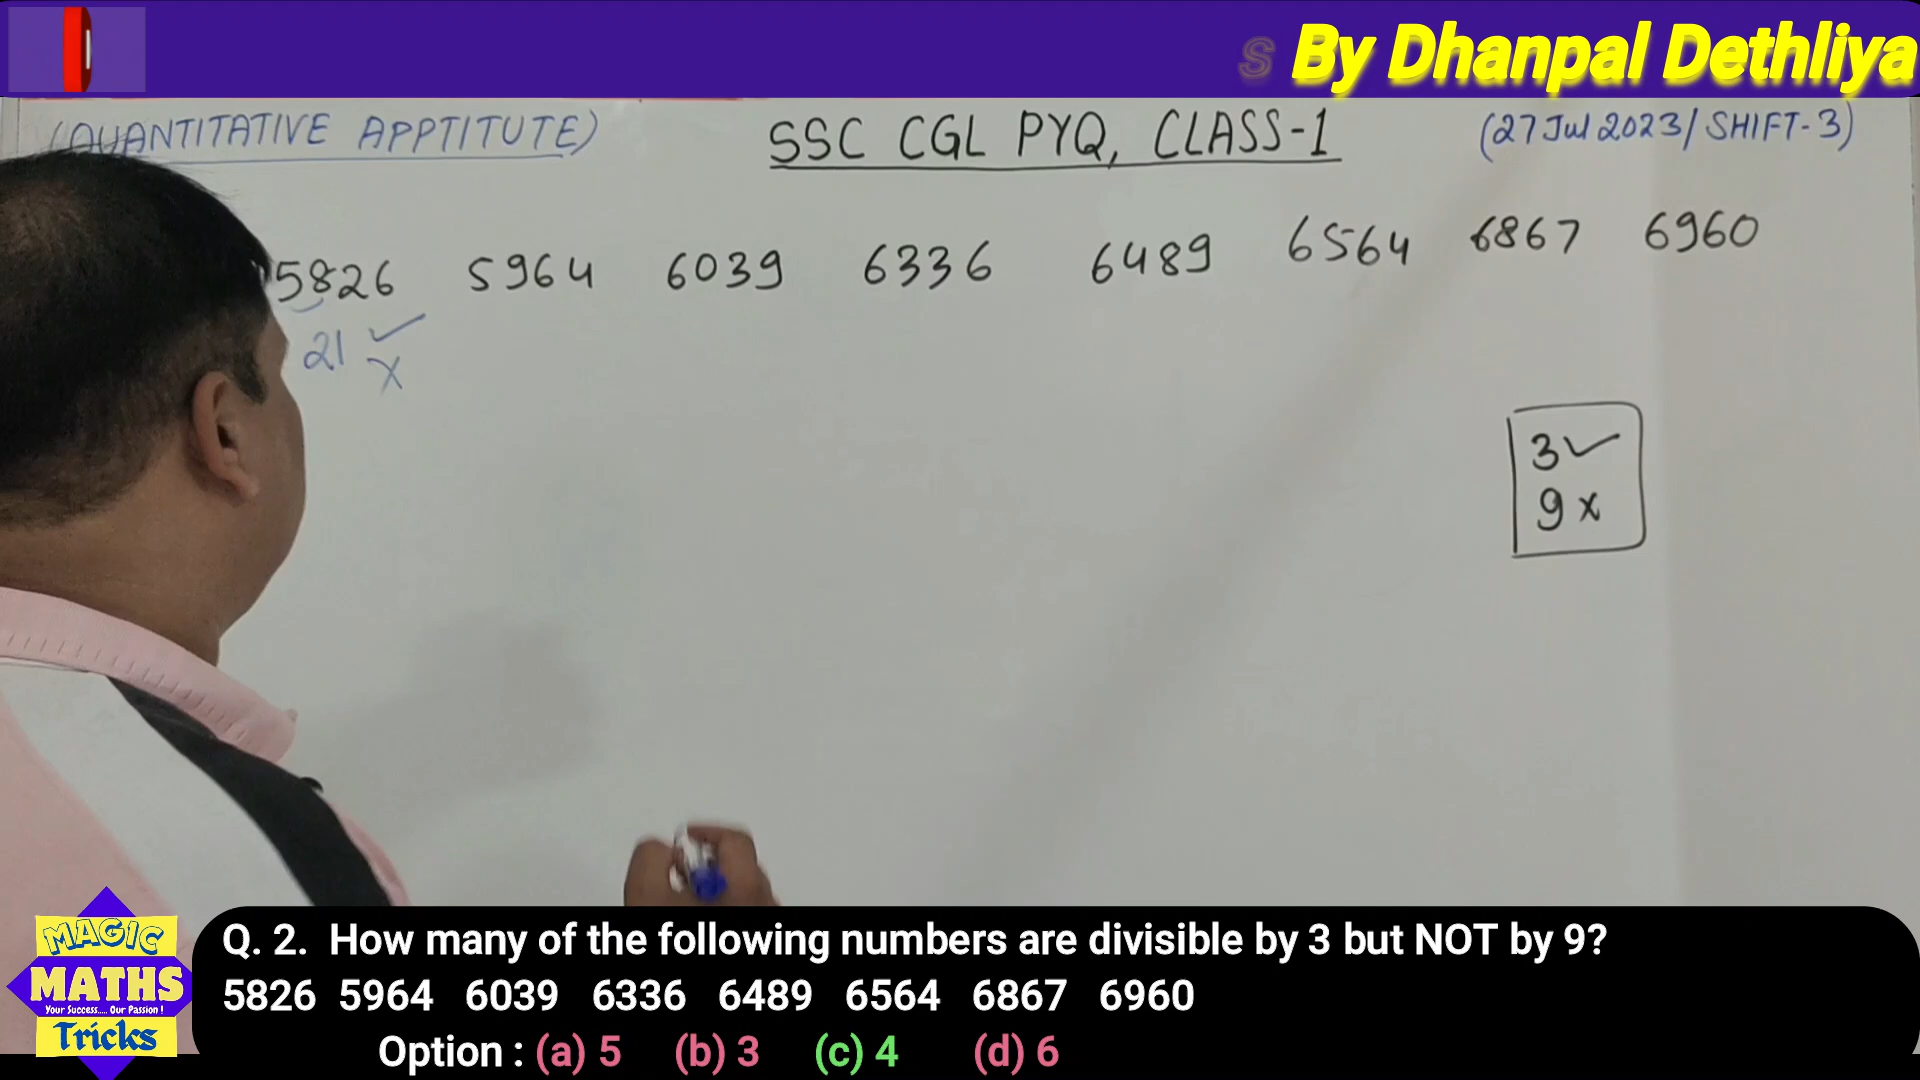 s By Dhanpal Dethliya
(QUANTITATIVE APPTITUTE) SSC CGL PYQ, CLASS-1 (27 Jul 2023/ SHIFT-3)
5826 5964 6039 6336 6489 6564 6867 6960
21 ✓
x
3 ✓
9 x
Q. 2. How many of the following numbers are divisible by 3 but NOT by 9?
5826 5964 6039 6336 6489 6564 6867 6960
Option : (a) 5 (b) 3 (c) 4 (d) 6
MAGIC
MATHS
Your Success..... Our Passion !
Tricks